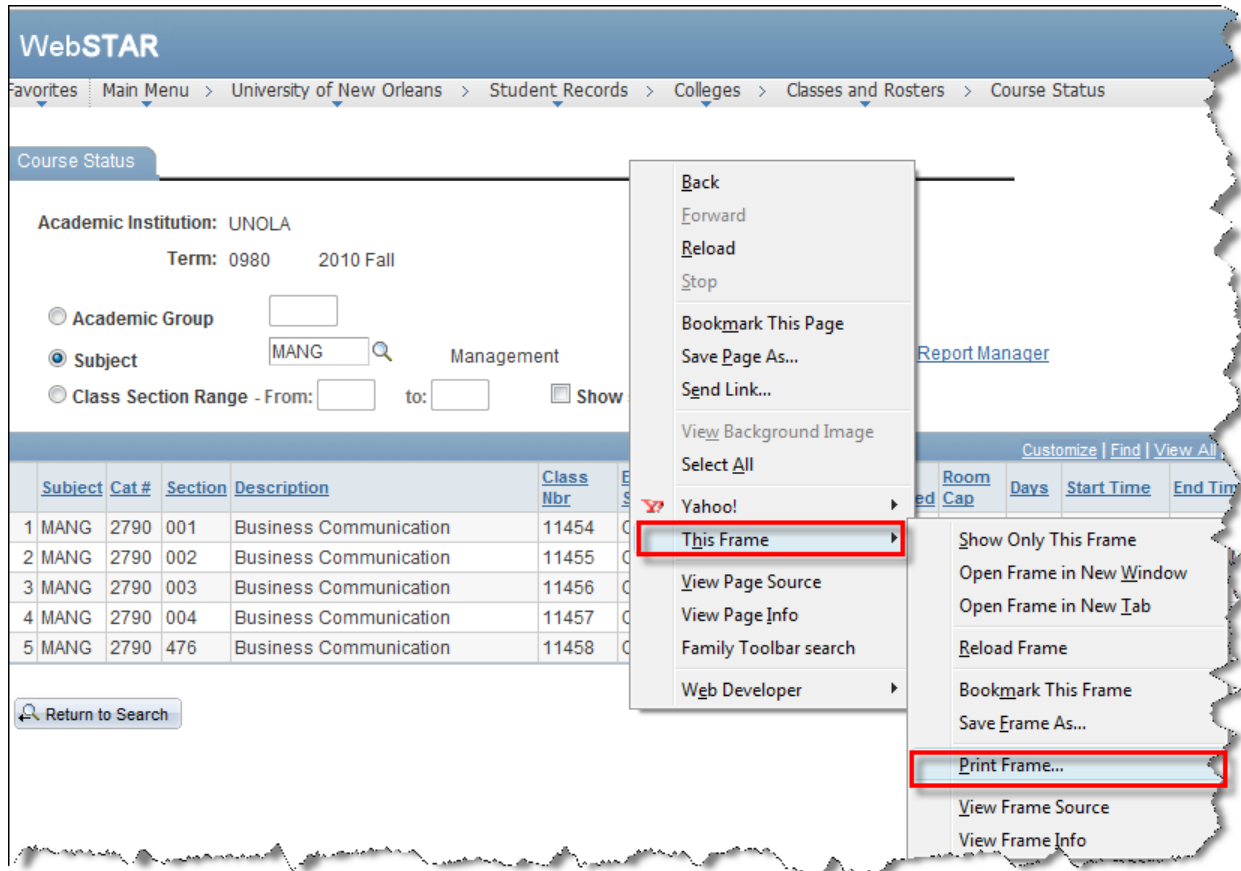 WebSTAR
Favorites Main Menu > University of New Orleans > Student Records > Colleges > Classes and Rosters > Course Status
Course Status
Academic Institution: UNOLA
Term: 0980 2010 Fall
Academic Group
Subject MANG Management Report Manager
Class Section Range - From: to: Show
Customize | Find | View All
Subject Cat # Section Description Class Nbr Room Cap Days Start Time End Tim
1 MANG 2790 001 Business Communication 11454
2 MANG 2790 002 Business Communication 11455
3 MANG 2790 003 Business Communication 11456
4 MANG 2790 004 Business Communication 11457
5 MANG 2790 476 Business Communication 11458
Return to Search
Back
Forward
Reload
Stop
Bookmark This Page
Save Page As...
Send Link...
View Background Image
Select All
Yahoo!
This Frame
View Page Source
View Page Info
Family Toolbar search
Web Developer
Show Only This Frame
Open Frame in New Window
Open Frame in New Tab
Reload Frame
Bookmark This Frame
Save Frame As...
Print Frame...
View Frame Source
View Frame Info